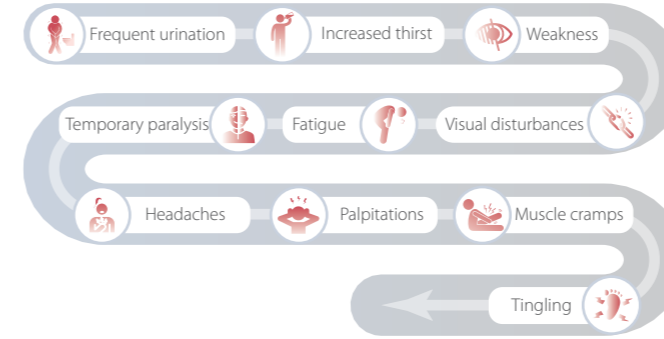 Frequent urination
Increased thirst
Weakness
Visual disturbances
Fatigue
Temporary paralysis
Headaches
Palpitations
Muscle cramps
Tingling